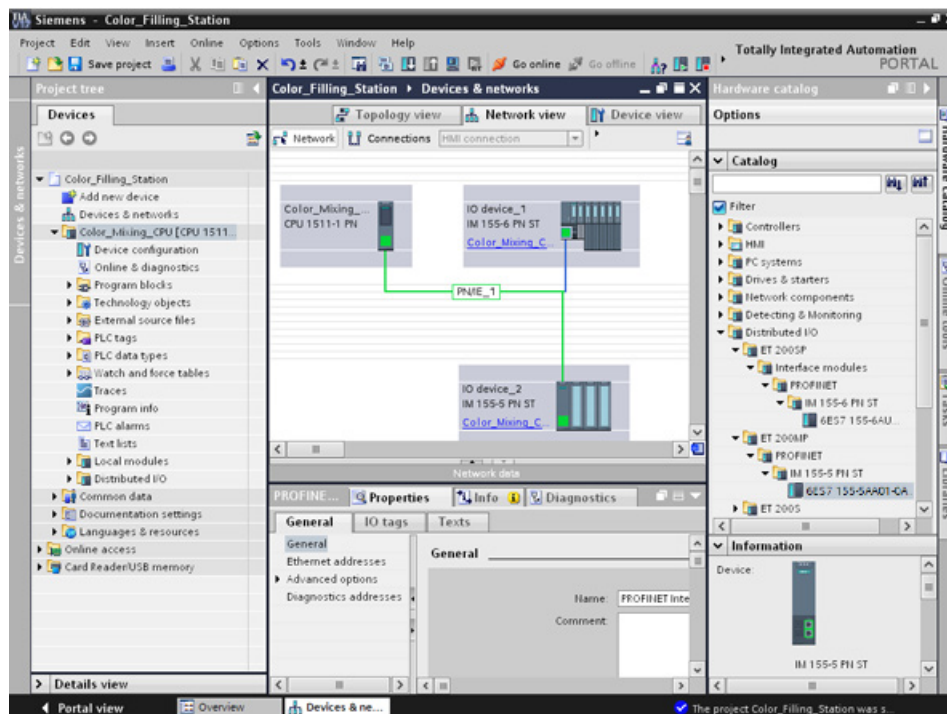 Siemens - Color_Filling_Station
Project Edit View Insert Online Options Tools Window Help
Save project
Go online
Go offline
Totally Integrated Automation
PORTAL
Project tree
Devices
Devices & networks
Color_Filling_Station
Add new device
Devices & networks
Color_Mixing_CPU [CPU 1511...
Device configuration
Online & diagnostics
Program blocks
Technology objects
External source files
PLC tags
PLC data types
Watch and force tables
Traces
Program info
PLC alarms
Text lists
Local modules
Distributed I/O
Common data
Documentation settings
Languages & resources
Online access
Card Reader/USB memory
Details view
Color_Filling_Station Devices & networks
Topology view
Network view
Device view
Network
Connections
HMI connection
Color_Mixing_...
CPU 1511-1 PN
IO device_1
IM 155-6 PN ST
Color_Mixing_C...
PN/IE_1
IO device_2
IM 155-5 PN ST
Color_Mixing_C...
Network data
PROFINE...
Properties
Info
Diagnostics
General
IO tags
Texts
General
Ethernet addresses
Advanced options
Diagnostics addresses
General
Name: PROFINET Inte
Comment:
Hardware catalog
Options
Catalog
Filter
Controllers
HMI
PC systems
Drives & starters
Network components
Detecting & Monitoring
Distributed I/O
ET 200SP
Interface modules
PROFINET
IM 155-6 PN ST
6ES7 155-6AU...
ET 200MP
PROFINET
IM 155-5 PN ST
6ES7 155-5AA01-0A
ET 200S
Information
Device:
IM 155-5 PN ST
Hardware catalog
Online tools
Tasks
Libraries
Portal view
Overview
Devices & ne...
The project Color_Filling_Station was s...